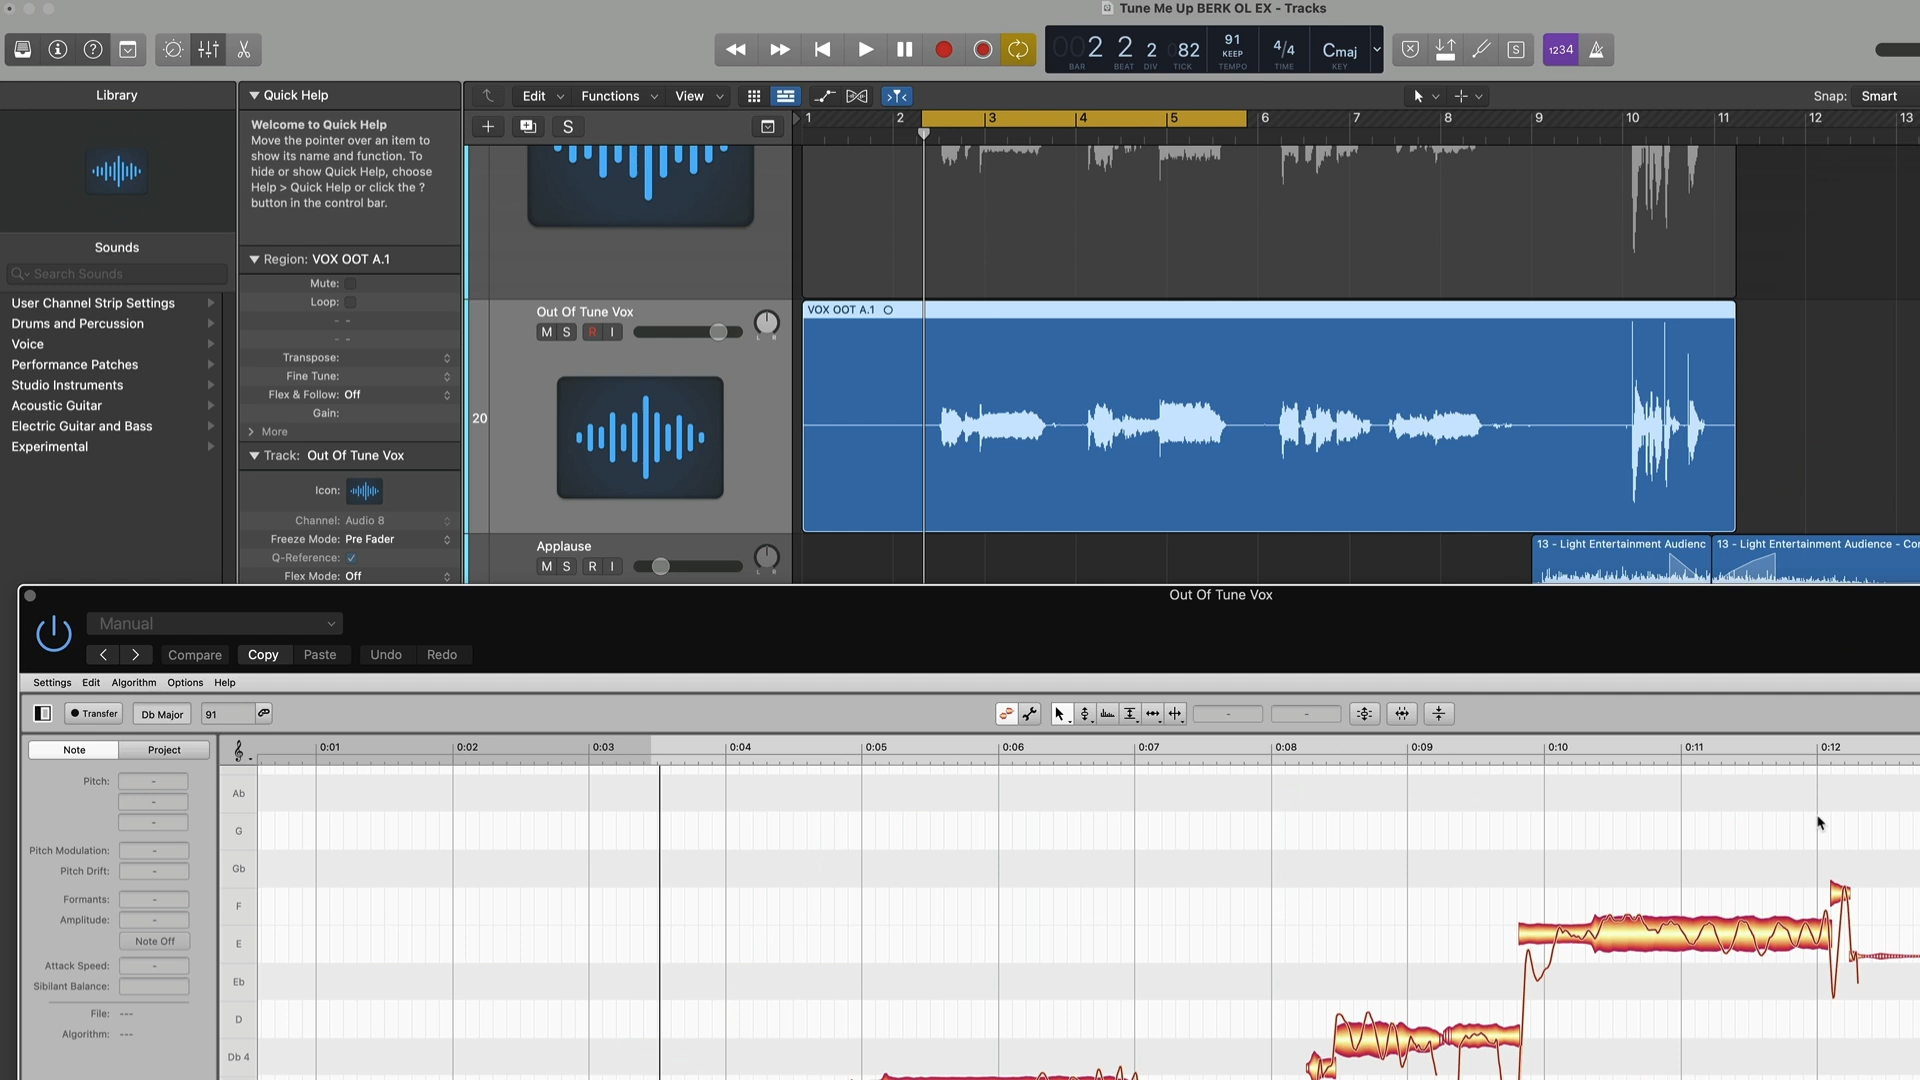 Tune Me Up BERK OL EX - Tracks
002 2 2 82
BAR BEAT DIV TICK
91
KEEP
TEMPO
4/4
TIME
Cmaj
KEY
S
1234
Library
Quick Help
Edit Functions View
Snap: Smart
1 2 3 4 5 6 7 8 9 10 11 12 13
S
Welcome to Quick Help
Move the pointer over an item to
show its name and function. To
hide or show Quick Help, choose
Help > Quick Help or click the ?
button in the control bar.
Sounds
Search Sounds
User Channel Strip Settings
Drums and Percussion
Voice
Performance Patches
Studio Instruments
Acoustic Guitar
Electric Guitar and Bass
Experimental
Region: VOX OOT A.1
Mute:
Loop:
Transpose:
Fine Tune:
Flex & Follow: Off
Gain:
More
Track: Out Of Tune Vox
Icon:
Channel: Audio 8
Freeze Mode: Pre Fader
Q-Reference:
Flex Mode: Off
20
Out Of Tune Vox
M S R I
L R
VOX OOT A.1
Applause
M S R I
L R
13 - Light Entertainment Audienc
13 - Light Entertainment Audience - Co
Out Of Tune Vox
Manual
Compare Copy Paste Undo Redo
Settings Edit Algorithm Options Help
Transfer Db Major 91
Note Project
0:01 0:02 0:03 0:04 0:05 0:06 0:07 0:08 0:09 0:10 0:11 0:12
Pitch: -
-
-
Pitch Modulation: -
Pitch Drift: -
Formants: -
Amplitude: -
Note Off
Attack Speed: -
Sibilant Balance:
File: ---
Algorithm: ---
Ab
G
Gb
F
E
Eb
D
Db 4